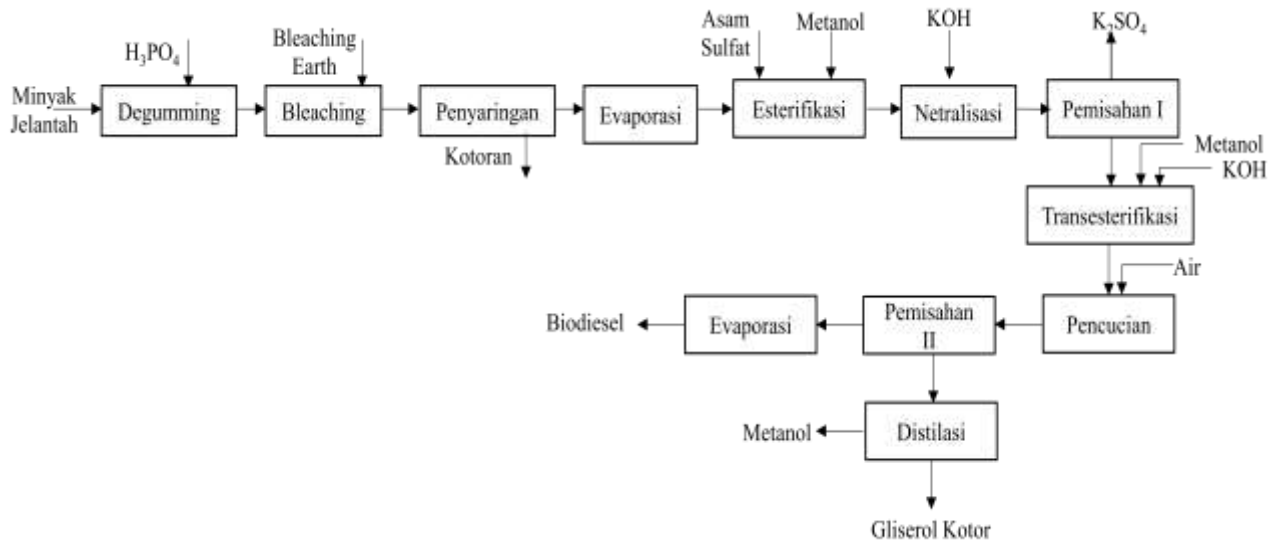 Asam
Sulfat
Metanol
KOH
K₂SO₄
H₃PO₄
Bleaching
Earth
Minyak
Jelantah
Degumming
Bleaching
Penyaringan
Evaporasi
Esterifikasi
Netralisasi
Pemisahan I
Kotoran
Metanol
KOH
Transesterifikasi
Air
Biodiesel
Evaporasi
Pemisahan
II
Pencucian
Metanol
Distilasi
Gliserol Kotor